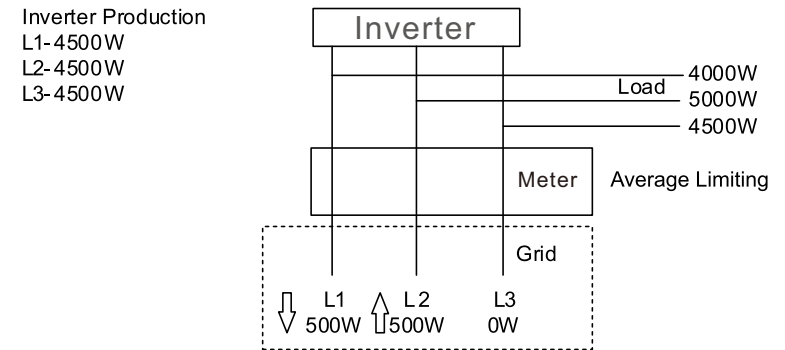 Inverter Production
L1-4500W
L2-4500W
L3-4500W
Inverter
4000W
Load
5000W
4500W
Meter
Average Limiting
Grid
L1 L2 L3
500W 500W 0W